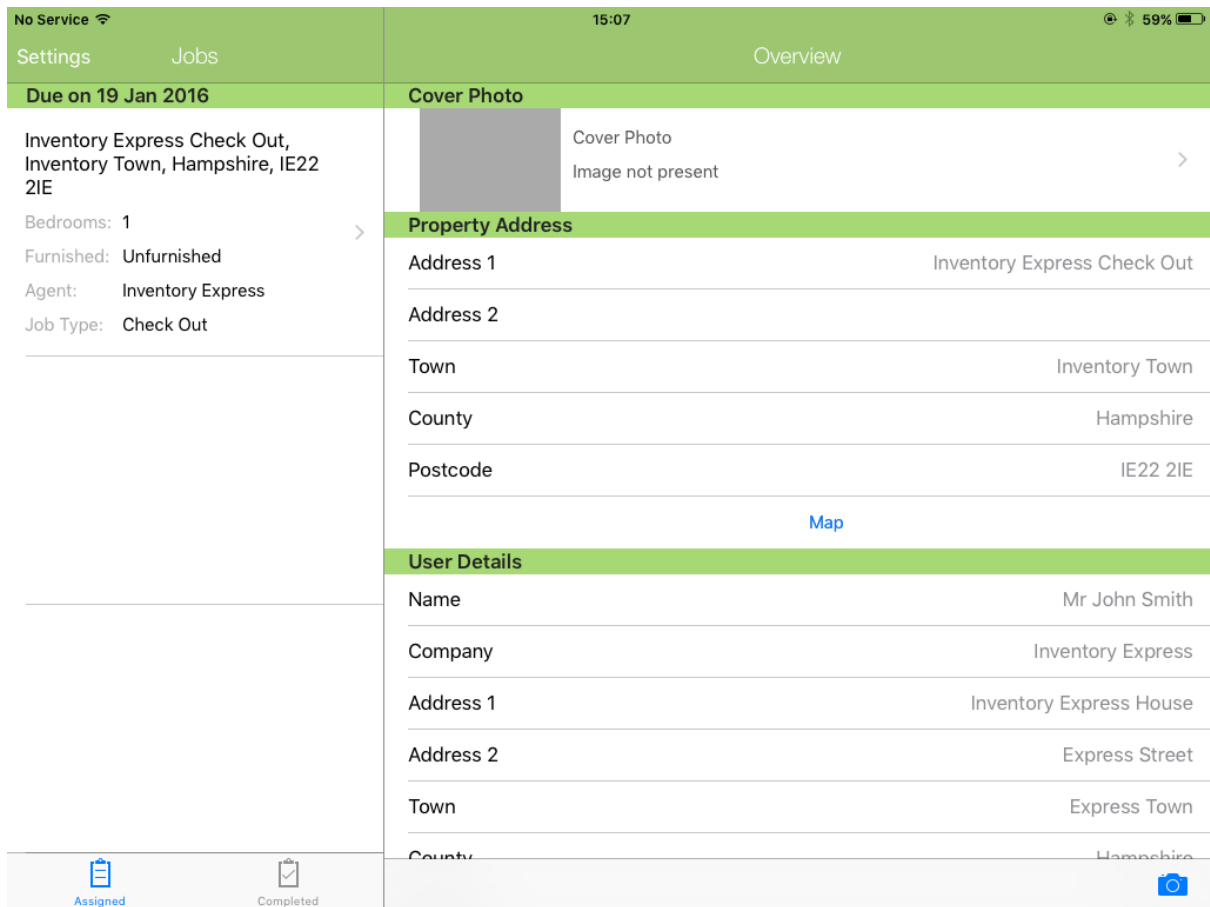 No Service 15:07 59%
Settings Jobs Overview
Due on 19 Jan 2016
Inventory Express Check Out,
Inventory Town, Hampshire, IE22
2IE
Bedrooms: 1
Furnished: Unfurnished
Agent: Inventory Express
Job Type: Check Out
Assigned Completed
Cover Photo
Cover Photo
Image not present
Property Address
Address 1 Inventory Express Check Out
Address 2
Town Inventory Town
County Hampshire
Postcode IE22 2IE
Map
User Details
Name Mr John Smith
Company Inventory Express
Address 1 Inventory Express House
Address 2 Express Street
Town Express Town
County Hampshire